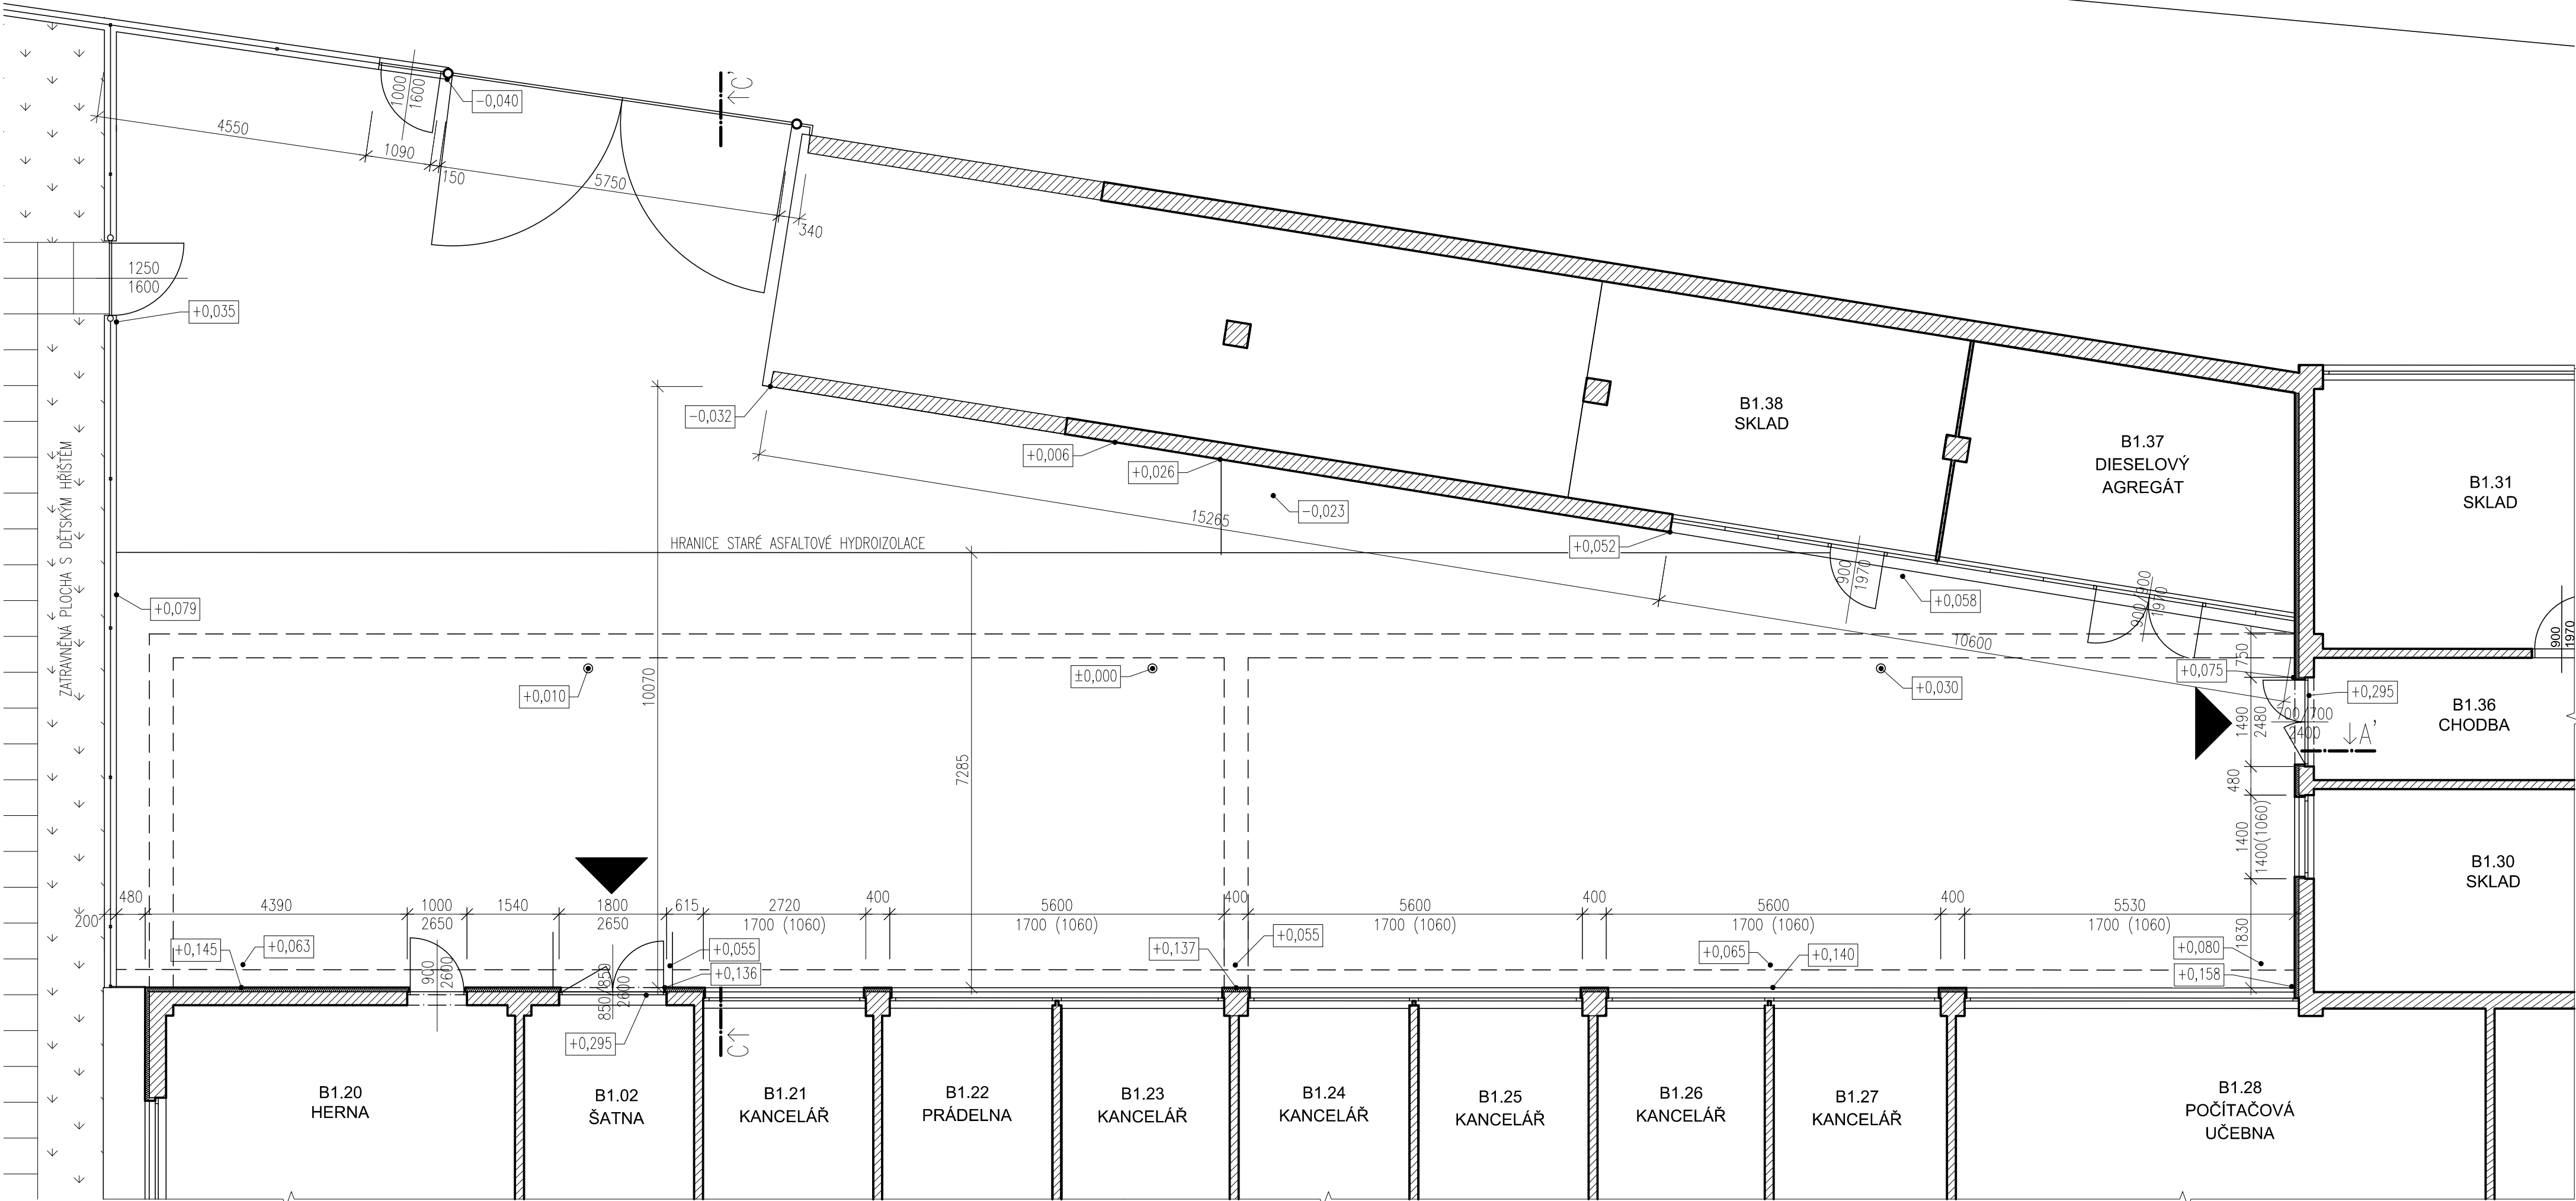 C'
1000
1600
-0,040
4550
1090
150
5750
340
1250
1600
+0,035
-0,032
+0,006
+0,026
-0,023
15265
+0,052
B1.38
SKLAD
B1.37
DIESELOVÝ
AGREGÁT
B1.31
SKLAD
HRANICE STARÉ ASFALTOVÉ HYDROIZOLACE
ZATRAVNĚNÁ PLOCHA S DĚTSKÝM HŘIŠTĚM
+0,079
900
1970
+0,058
900/900
1970
10600
900
1970
+0,010
10070
±0,000
+0,030
+0,075
750
+0,295
B1.36
CHODBA
1490
2480
700/700
2400
A'
7285
480
1400
1400(1060)
B1.30
SKLAD
480
200
4390
1000
2650
1540
1800
2650
615
2720
1700 (1060)
400
5600
1700 (1060)
400
5600
1700 (1060)
400
5600
1700 (1060)
400
5530
1700 (1060)
1830
+0,145
+0,063
+0,055
+0,136
+0,137
+0,055
+0,065
+0,140
+0,080
+0,158
900
2600
850/850
2600
+0,295
C
B1.20
HERNA
B1.02
ŠATNA
B1.21
KANCELÁŘ
B1.22
PRÁDELNA
B1.23
KANCELÁŘ
B1.24
KANCELÁŘ
B1.25
KANCELÁŘ
B1.26
KANCELÁŘ
B1.27
KANCELÁŘ
B1.28
POČÍTAČOVÁ
UČEBNA